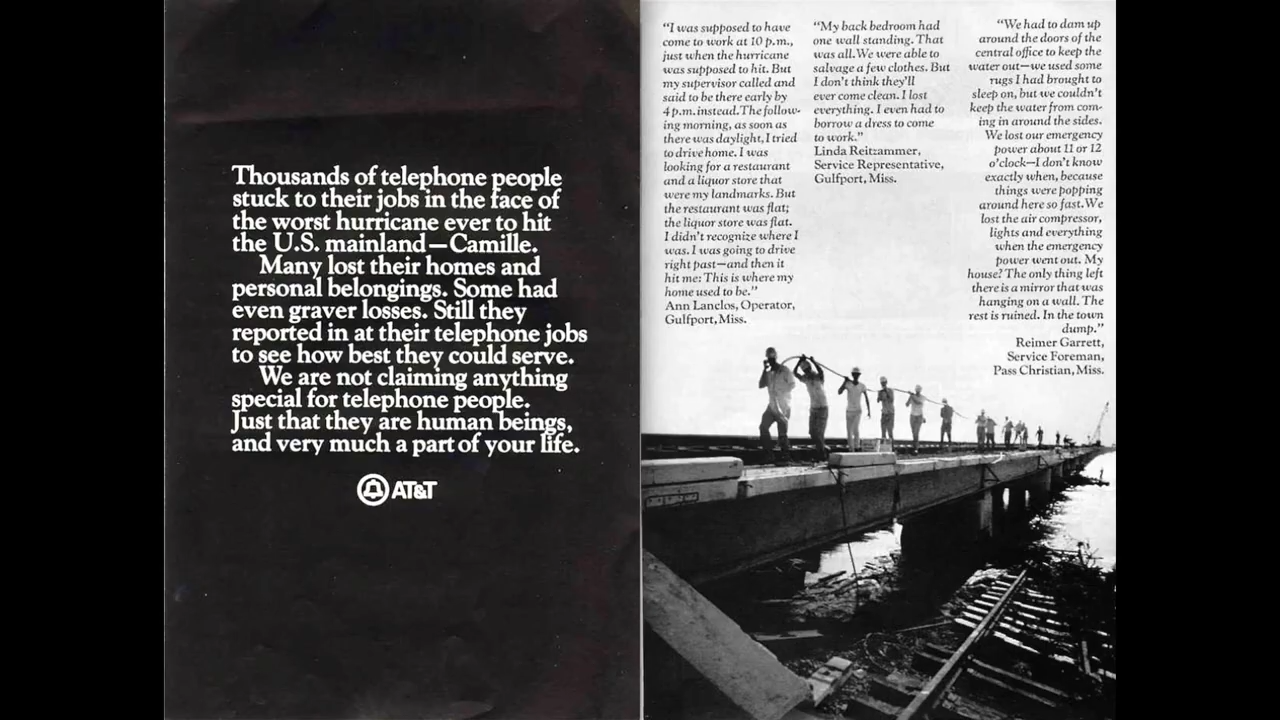 Thousands of telephone people
stuck to their jobs in the face of
the worst hurricane ever to hit
the U.S. mainland—Camille.
Many lost their homes and
personal belongings. Some had
even graver losses. Still they
reported in at their telephone jobs
to see how best they could serve.
We are not claiming anything
special for telephone people.
Just that they are human beings,
and very much a part of your life.
AT&T
“I was supposed to have
come to work at 10 p.m.,
just when the hurricane
was supposed to hit. But
my supervisor called and
said to be there early by
4 p.m. instead. The follow-
ing morning, as soon as
there was daylight, I tried
to drive home. I was
looking for a restaurant
and a liquor store that
were my landmarks. But
the restaurant was flat;
the liquor store was flat.
I didn’t recognize where I
was. I was going to drive
right past—and then it
hit me: This is where my
home used to be.”
Ann Lanclos, Operator,
Gulfport, Miss.
“My back bedroom had
one wall standing. That
was all. We were able to
salvage a few clothes. But
I don’t think they’ll
ever come clean. I lost
everything. I even had to
borrow a dress to come
to work.”
Linda Reitzammer,
Service Representative,
Gulfport, Miss.
“We had to dam up
around the doors of the
central office to keep the
water out—we used some
rugs I had brought to
sleep on, but we couldn’t
keep the water from com-
ing in around the sides.
We lost our emergency
power about 11 or 12
o’clock—I don’t know
exactly when, because
things were popping
around here so fast. We
lost the air compressor,
lights and everything
when the emergency
power went out. My
house? The only thing left
there is a mirror that was
hanging on a wall. The
rest is ruined. In the town
dump.”
Reimer Garrett,
Service Foreman,
Pass Christian, Miss.